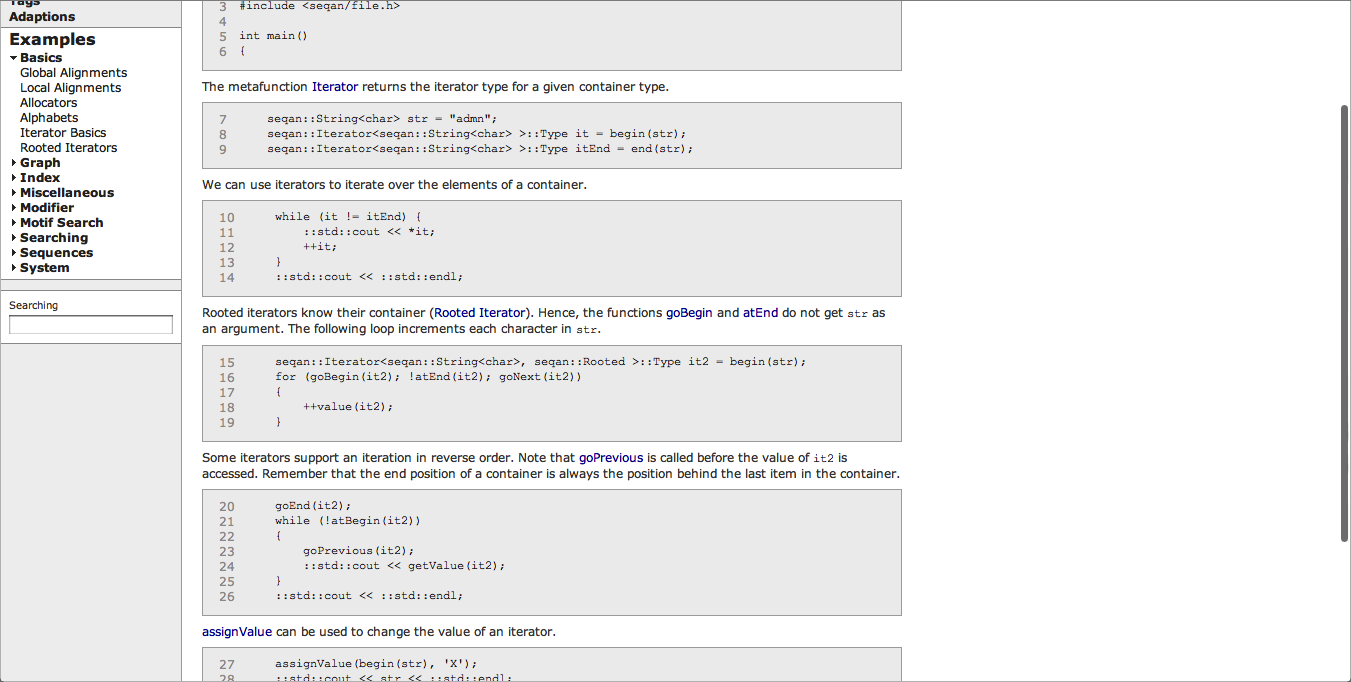 Tags
Adaptions
Examples
Basics
Global Alignments
Local Alignments
Allocators
Alphabets
Iterator Basics
Rooted Iterators
Graph
Index
Miscellaneous
Modifier
Motif Search
Searching
Sequences
System
Searching
3 #include <seqan/file.h>
4
5 int main()
6 {
The metafunction Iterator returns the iterator type for a given container type.
7 seqan::String<char> str = "admn";
8 seqan::Iterator<seqan::String<char> >::Type it = begin(str);
9 seqan::Iterator<seqan::String<char> >::Type itEnd = end(str);
We can use iterators to iterate over the elements of a container.
10 while (it != itEnd) {
11 ::std::cout << *it;
12 ++it;
13 }
14 ::std::cout << ::std::endl;
Rooted iterators know their container (Rooted Iterator). Hence, the functions goBegin and atEnd do not get str as
an argument. The following loop increments each character in str.
15 seqan::Iterator<seqan::String<char>, seqan::Rooted >::Type it2 = begin(str);
16 for (goBegin(it2); !atEnd(it2); goNext(it2))
17 {
18 ++value(it2);
19 }
Some iterators support an iteration in reverse order. Note that goPrevious is called before the value of it2 is
accessed. Remember that the end position of a container is always the position behind the last item in the container.
20 goEnd(it2);
21 while (!atBegin(it2))
22 {
23 goPrevious(it2);
24 ::std::cout << getValue(it2);
25 }
26 ::std::cout << ::std::endl;
assignValue can be used to change the value of an iterator.
27 assignValue(begin(str), 'X');
28 ::std::cout << str << ::std::endl;